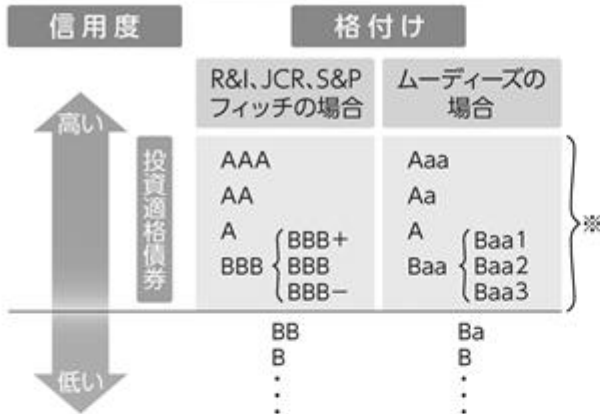 信用度
格付け
R&I、JCR、S&P
フィッチの場合
ムーディーズの
場合
高い
投資適格債券
AAA
Aaa
AA
Aa
A
A
BBB
BBB+
BBB
BBB−
Baa
Baa1
Baa2
Baa3
※
BB
Ba
B
B
低い